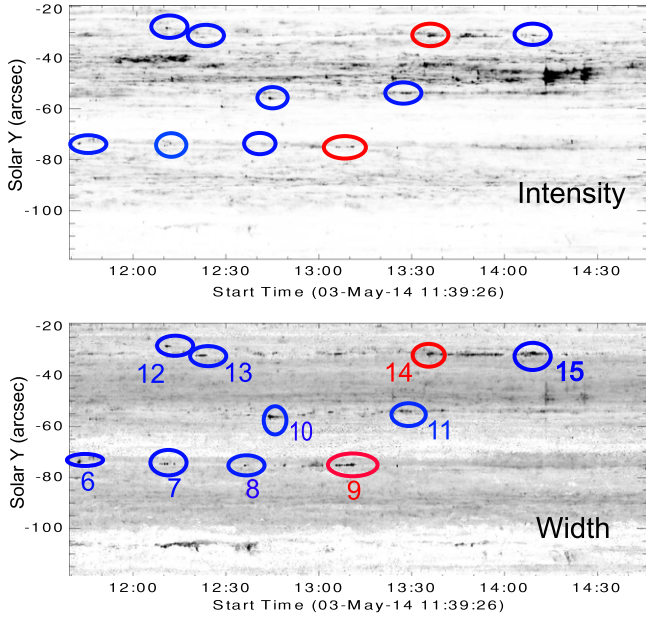 -20
-40
-60
-80
-100
Solar Y (arcsec)
Intensity
12:00 12:30 13:00 13:30 14:00 14:30
Start Time (03-May-14 11:39:26)
-20
-40
-60
-80
-100
Solar Y (arcsec)
12 13 14 15
10 11
6 7 8 9
Width
12:00 12:30 13:00 13:30 14:00 14:30
Start Time (03-May-14 11:39:26)